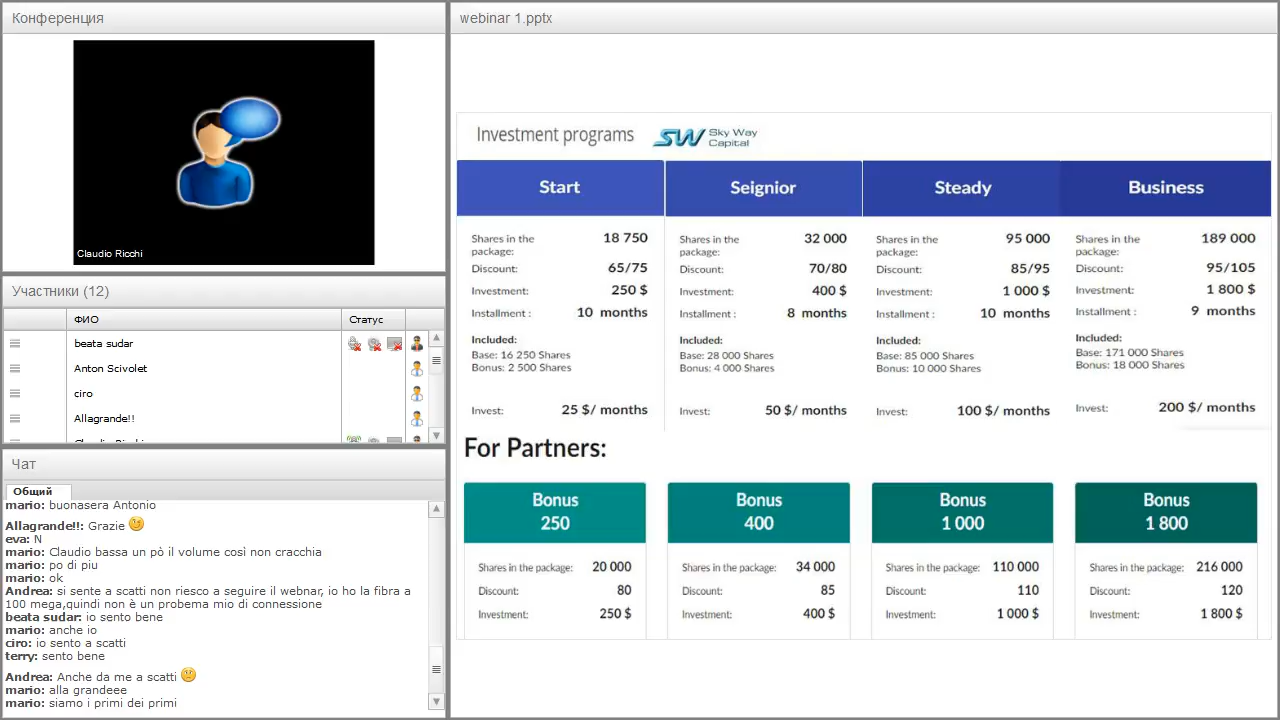 Конференция
Claudio Ricchi
Участники (12)
ФИО Статус
beata sudar
Anton Scivolet
ciro
Allagrande!!
Чат
Общий
mario: buonasera Antonio
Allagrande!!: Grazie
eva: N
mario: Claudio bassa un pò il volume così non cracchia
mario: po di piu
mario: ok
Andrea: si sente a scatti non riesco a seguire il webnar, io ho la fibra a
100 mega,quindi non è un probema mio di connessione
beata sudar: io sento bene
mario: anche io
ciro: io sento a scatti
terry: sento bene
Andrea: Anche da me a scatti
mario: alla grandeee
mario: siamo i primi dei primi
webinar 1.pptx
Investment programs SW Sky Way
Capital
Start Seignior Steady Business
Shares in the package: 18 750
Discount: 65/75
Investment: 250 $
Installment : 10 months
Included:
Base: 16 250 Shares
Bonus: 2 500 Shares
Invest: 25 $/ months
Shares in the package: 32 000
Discount: 70/80
Investment: 400 $
Installment : 8 months
Included:
Base: 28 000 Shares
Bonus: 4 000 Shares
Invest: 50 $/ months
Shares in the package: 95 000
Discount: 85/95
Investment: 1 000 $
Installment : 10 months
Included:
Base: 85 000 Shares
Bonus: 10 000 Shares
Invest: 100 $/ months
Shares in the package: 189 000
Discount: 95/105
Investment: 1 800 $
Installment : 9 months
Included:
Base: 171 000 Shares
Bonus: 18 000 Shares
Invest: 200 $/ months
For Partners:
Bonus
250
Shares in the package: 20 000
Discount: 80
Investment: 250 $
Bonus
400
Shares in the package: 34 000
Discount: 85
Investment: 400 $
Bonus
1 000
Shares in the package: 110 000
Discount: 110
Investment: 1 000 $
Bonus
1 800
Shares in the package: 216 000
Discount: 120
Investment: 1 800 $